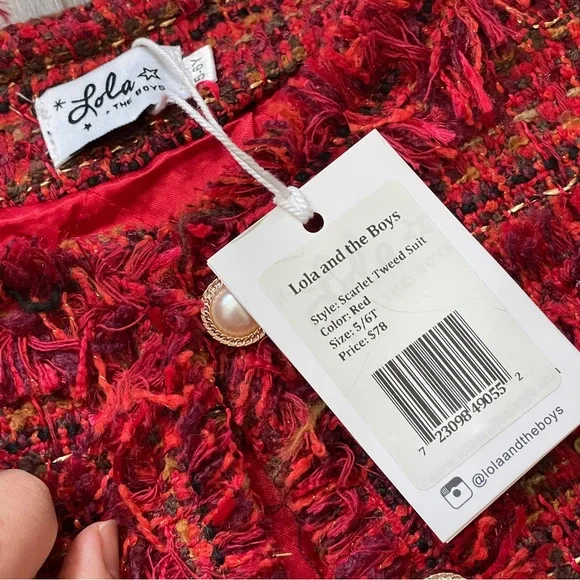 Lola
THE BOYS
5-6Y
Lola and the Boys
Style: Scarlet Tweed Suit
Color: Red
Size: 5/6T
Price: $78
7 23098 49055 2
@lolaandtheboys